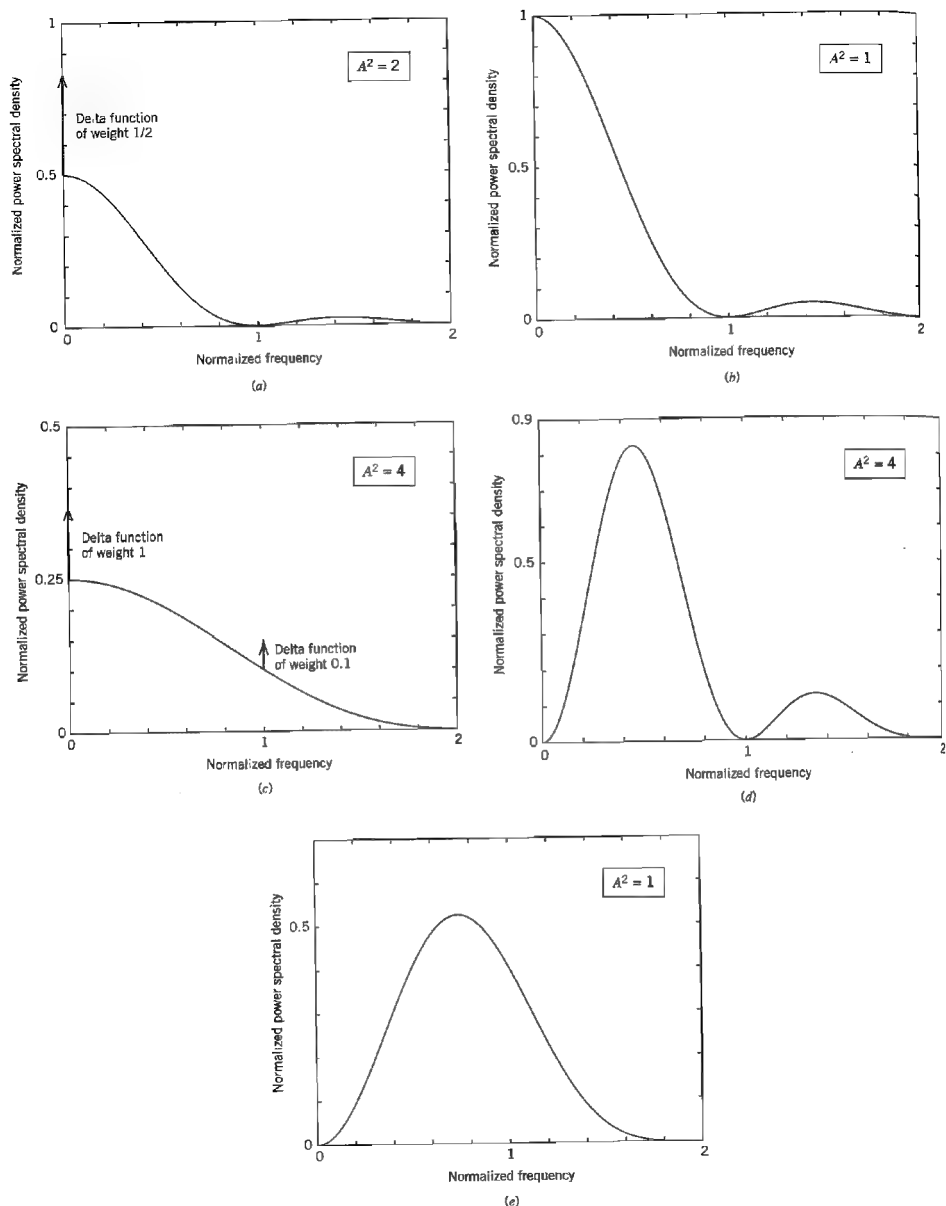 1
A² = 2
Delta function
of weight 1/2
0.5
0
0
1
2
Normalized power spectral density
Normalized frequency
(a)
1
A² = 1
0.5
0
0
1
2
Normalized power spectral density
Normalized frequency
(b)
0.5
A² = 4
Delta function
of weight 1
0.25
Delta function
of weight 0.1
0
0
1
2
Normalized power spectral density
Normalized frequency
(c)
0.9
A² = 4
0.5
0
0
1
2
Normalized power spectral density
Normalized frequency
(d)
A² = 1
0.5
0
0
1
2
Normalized power spectral density
Normalized frequency
(e)